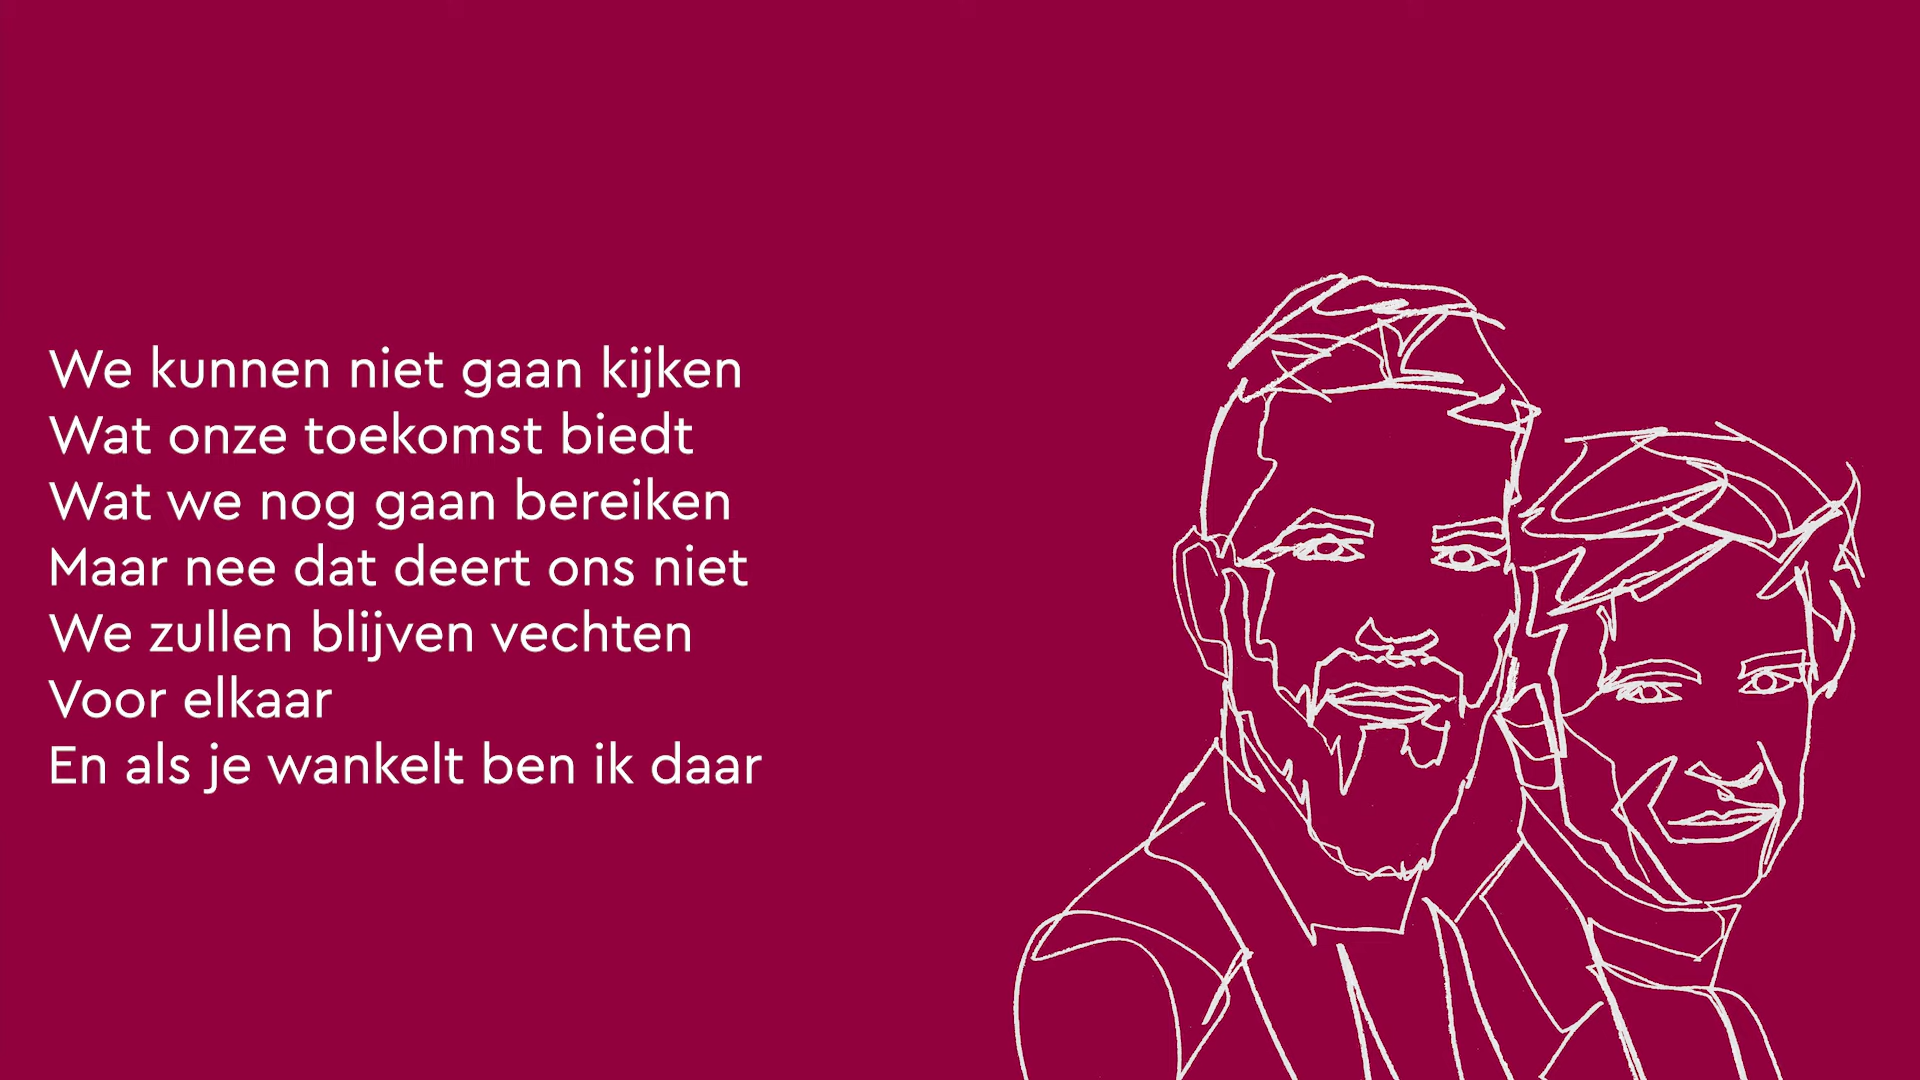 We kunnen niet gaan kijken
Wat onze toekomst biedt
Wat we nog gaan bereiken
Maar nee dat deert ons niet
We zullen blijven vechten
Voor elkaar
En als je wankelt ben ik daar